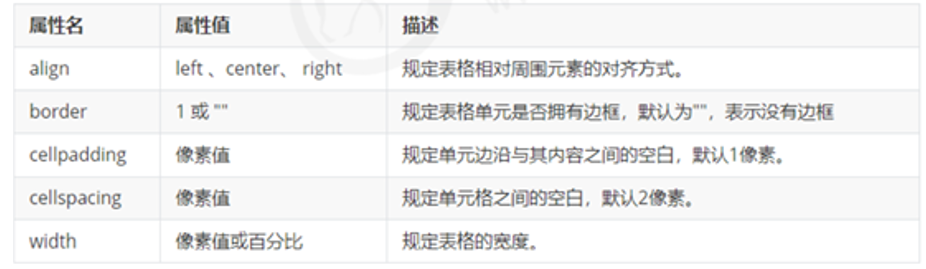 属性名 属性值 描述
align left 、center、 right 规定表格相对周围元素的对齐方式。
border 1 或 "" 规定表格单元是否拥有边框，默认为""，表示没有边框
cellpadding 像素值 规定单元边沿与其内容之间的空白，默认1像素。
cellspacing 像素值 规定单元格之间的空白，默认2像素。
width 像素值或百分比 规定表格的宽度。